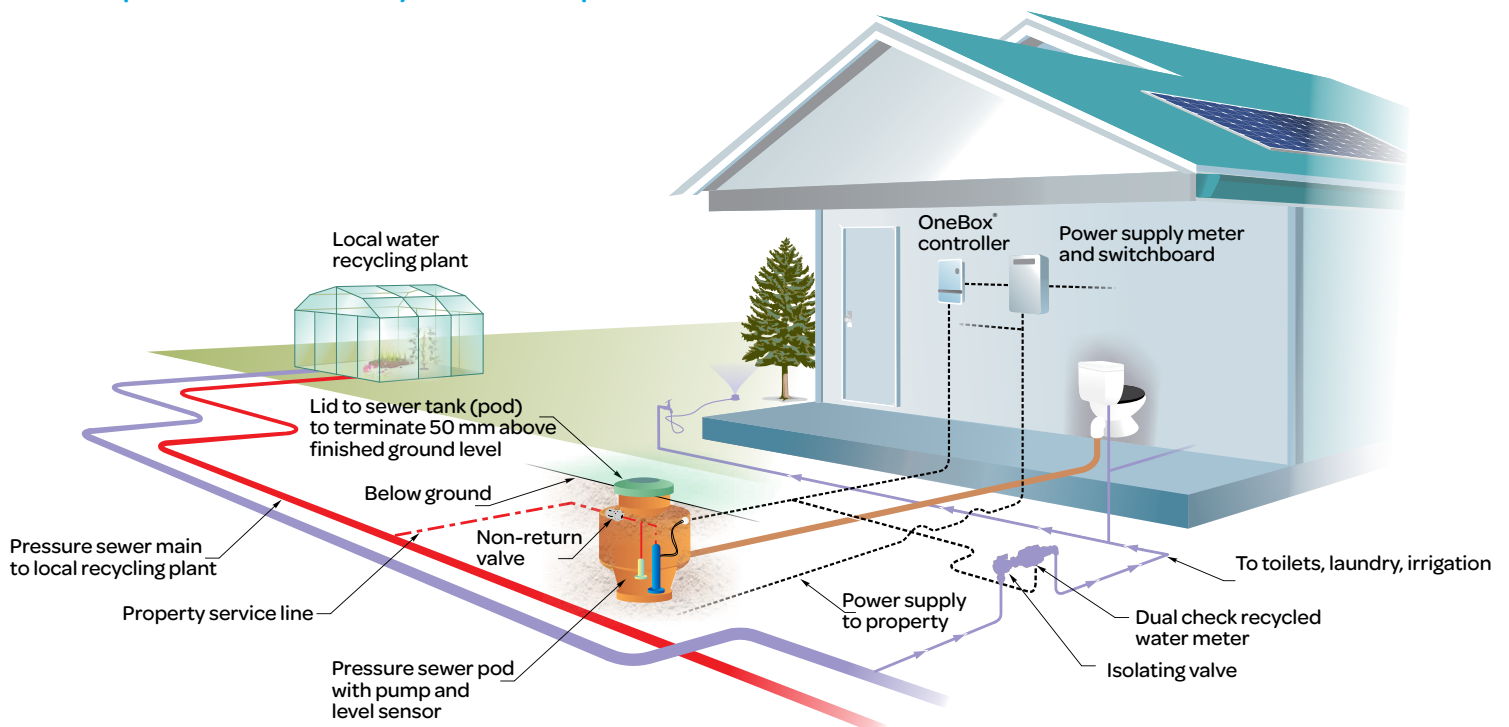 OneBox®
controller
Power supply meter
and switchboard
Local water
recycling plant
Lid to sewer tank (pod)
to terminate 50 mm above
finished ground level
Below ground
Non-return
valve
Pressure sewer main
to local recycling plant
Property service line
Pressure sewer pod
with pump and
level sensor
Power supply
to property
To toilets, laundry, irrigation
Dual check recycled
water meter
Isolating valve